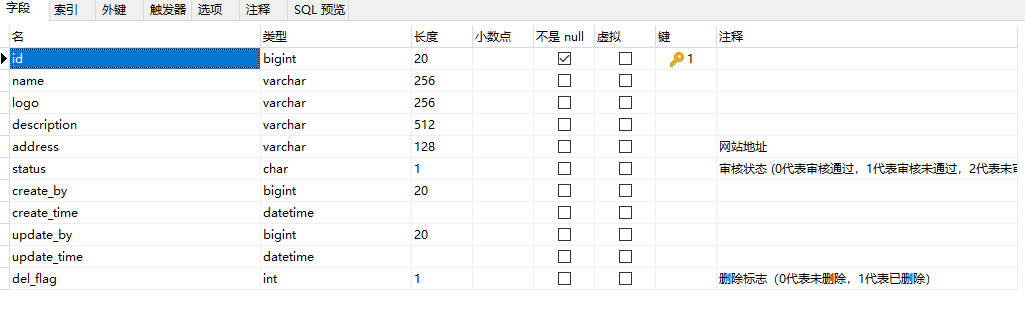 字段 索引 外键 触发器 选项 注释 SQL 预览
名 类型 长度 小数点 不是 null 虚拟 键 注释
id bigint 20 1
name varchar 256
logo varchar 256
description varchar 512
address varchar 128 网站地址
status char 1 审核状态 (0代表审核通过，1代表审核未通过，2代表未审
create_by bigint 20
create_time datetime
update_by bigint 20
update_time datetime
del_flag int 1 删除标志（0代表未删除，1代表已删除）